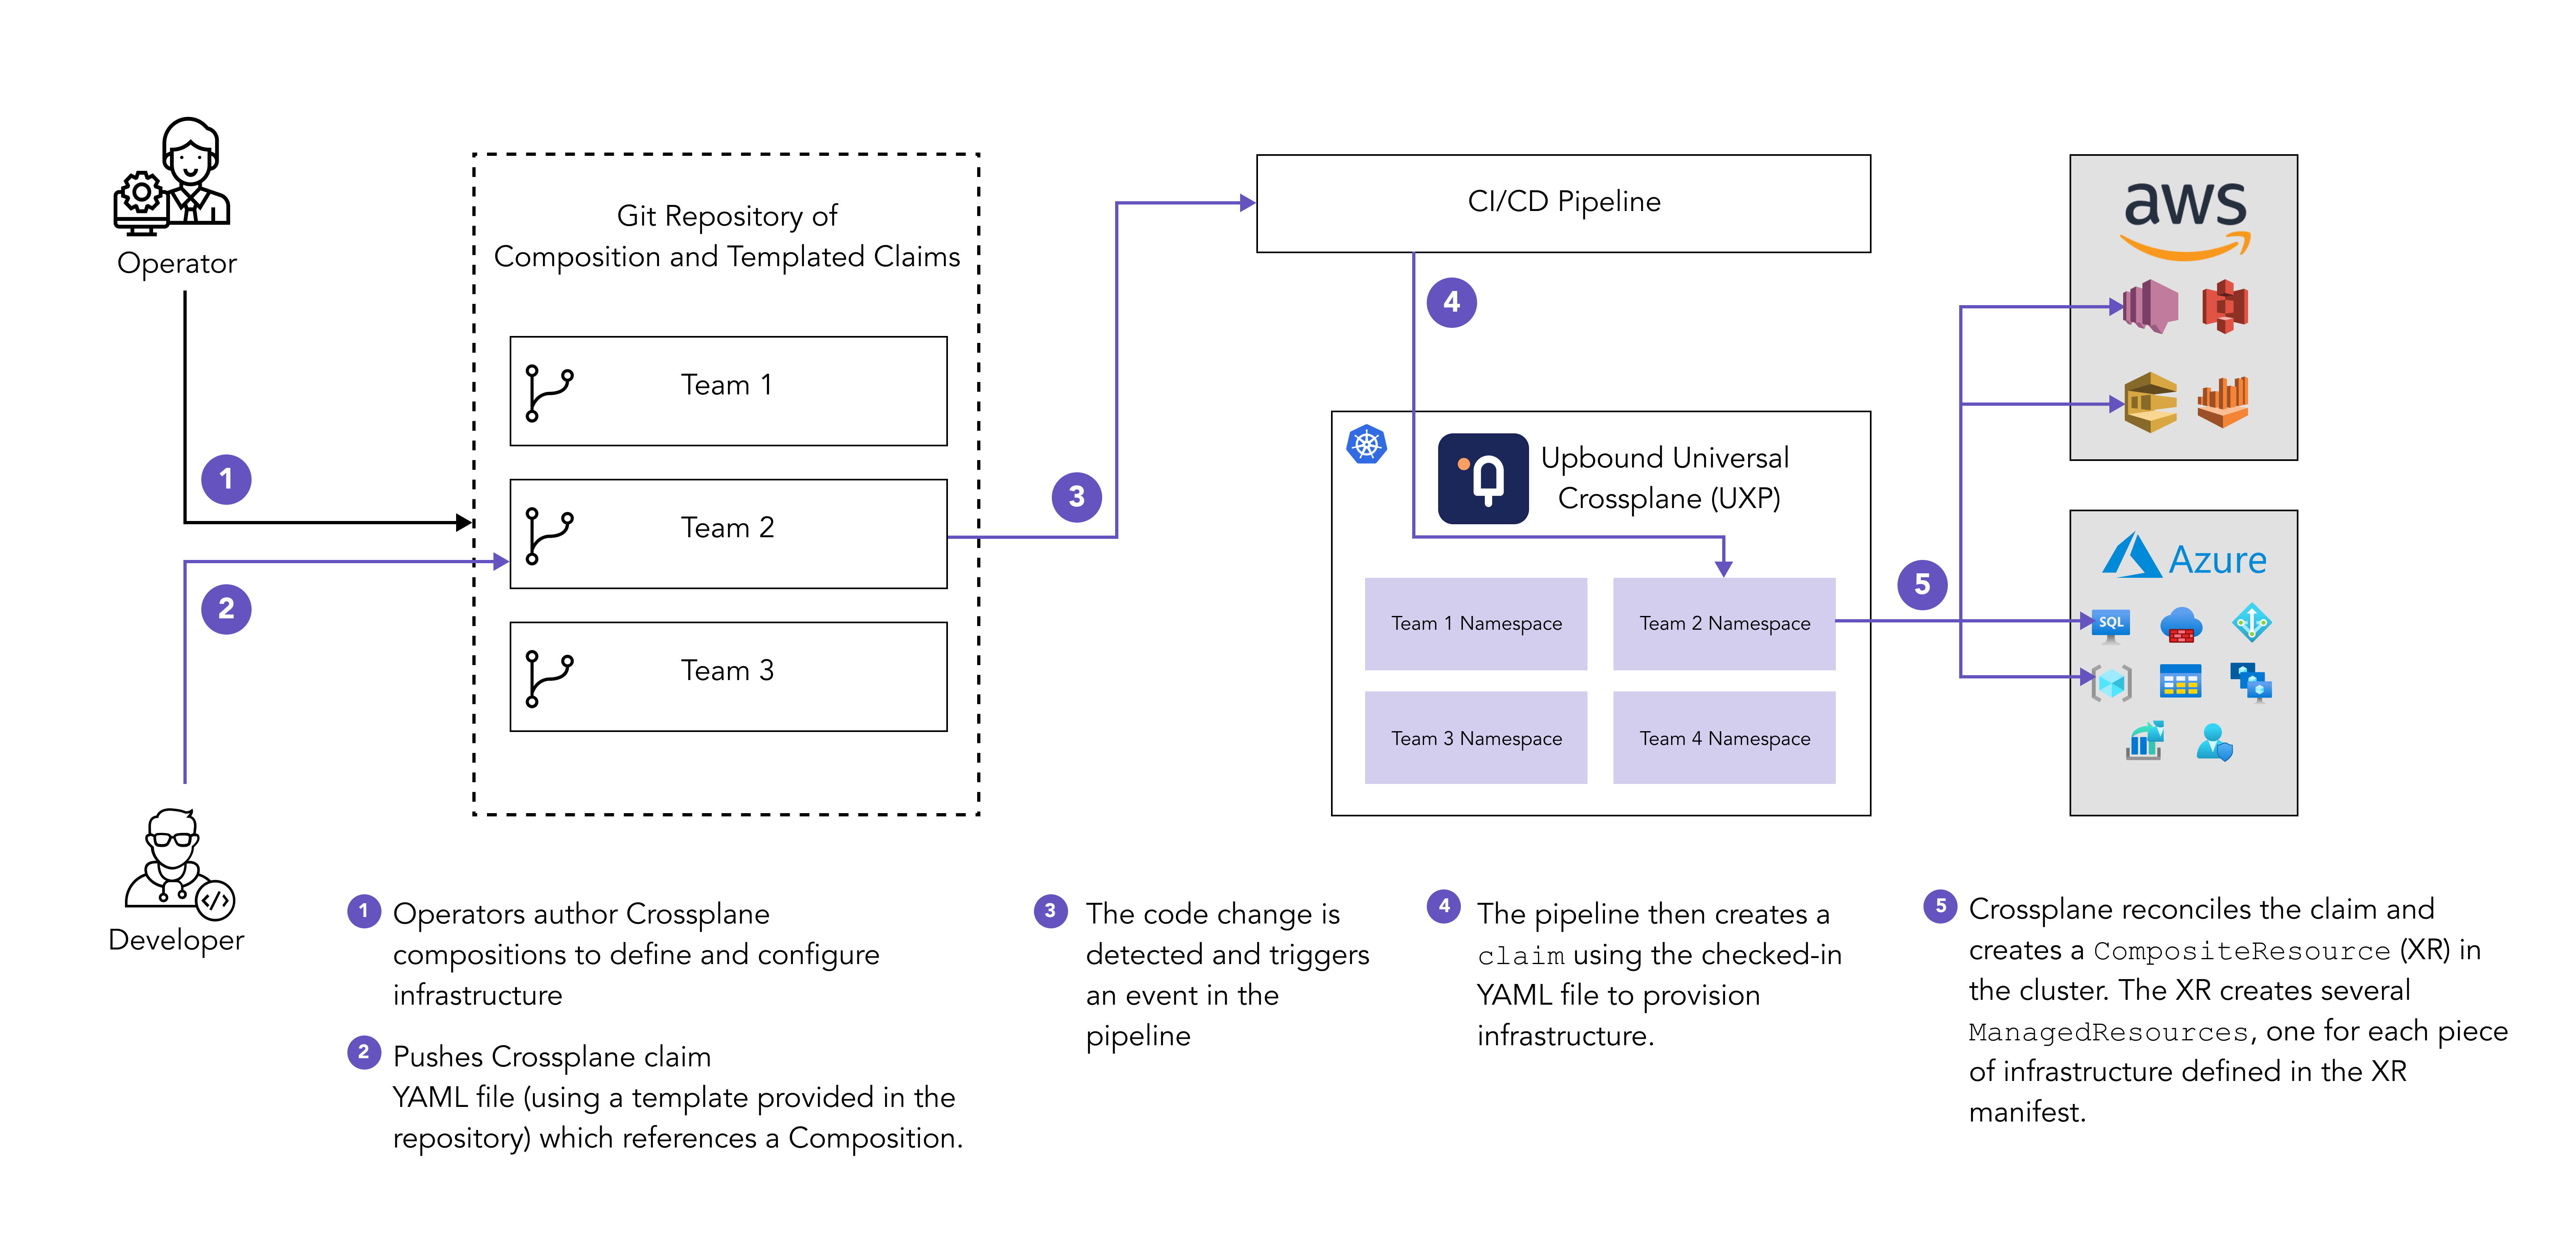 Operator
1
2
Developer
Git Repository of
Composition and Templated Claims
Team 1
Team 2
Team 3
3
CI/CD Pipeline
4
Upbound Universal
Crossplane (UXP)
Team 1 Namespace
Team 2 Namespace
Team 3 Namespace
Team 4 Namespace
5
aws
Azure
SQL
1 Operators author Crossplane
compositions to define and configure
infrastructure
2 Pushes Crossplane claim
YAML file (using a template provided in the
repository) which references a Composition.
3 The code change is
detected and triggers
an event in the
pipeline
4 The pipeline then creates a
claim using the checked-in
YAML file to provision
infrastructure.
5 Crossplane reconciles the claim and
creates a CompositeResource (XR) in
the cluster. The XR creates several
ManagedResources, one for each piece
of infrastructure defined in the XR
manifest.